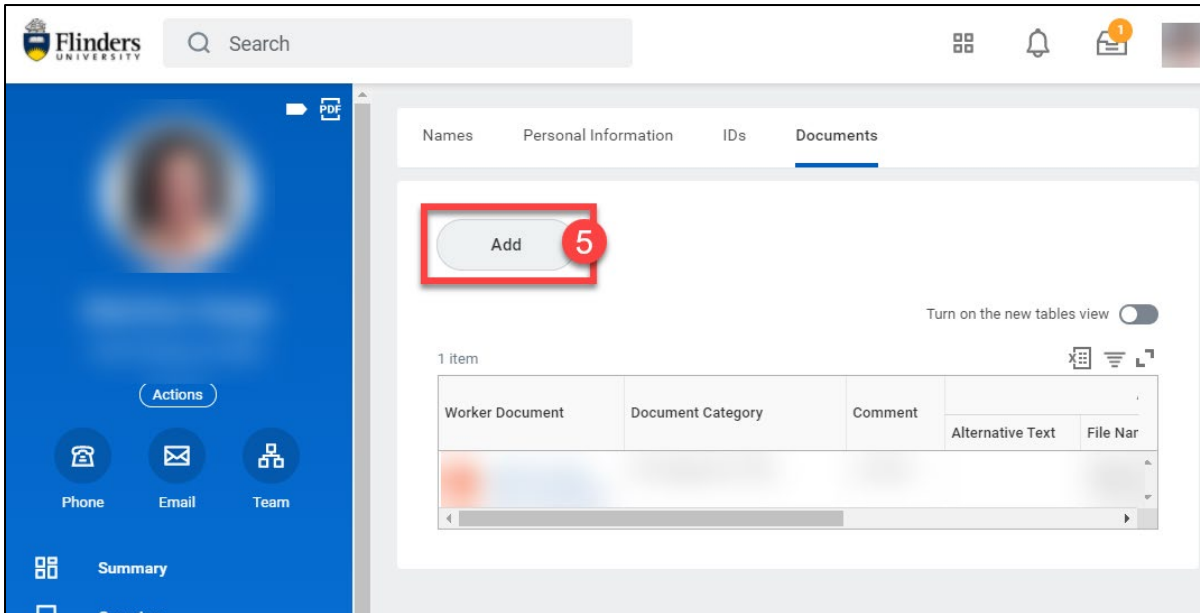 Flinders
UNIVERSITY
Search
1
PDF
Names Personal Information IDs Documents
Add 5
Turn on the new tables view
1 item
Worker Document Document Category Comment
Alternative Text File Nar
Actions
Phone Email Team
Summary